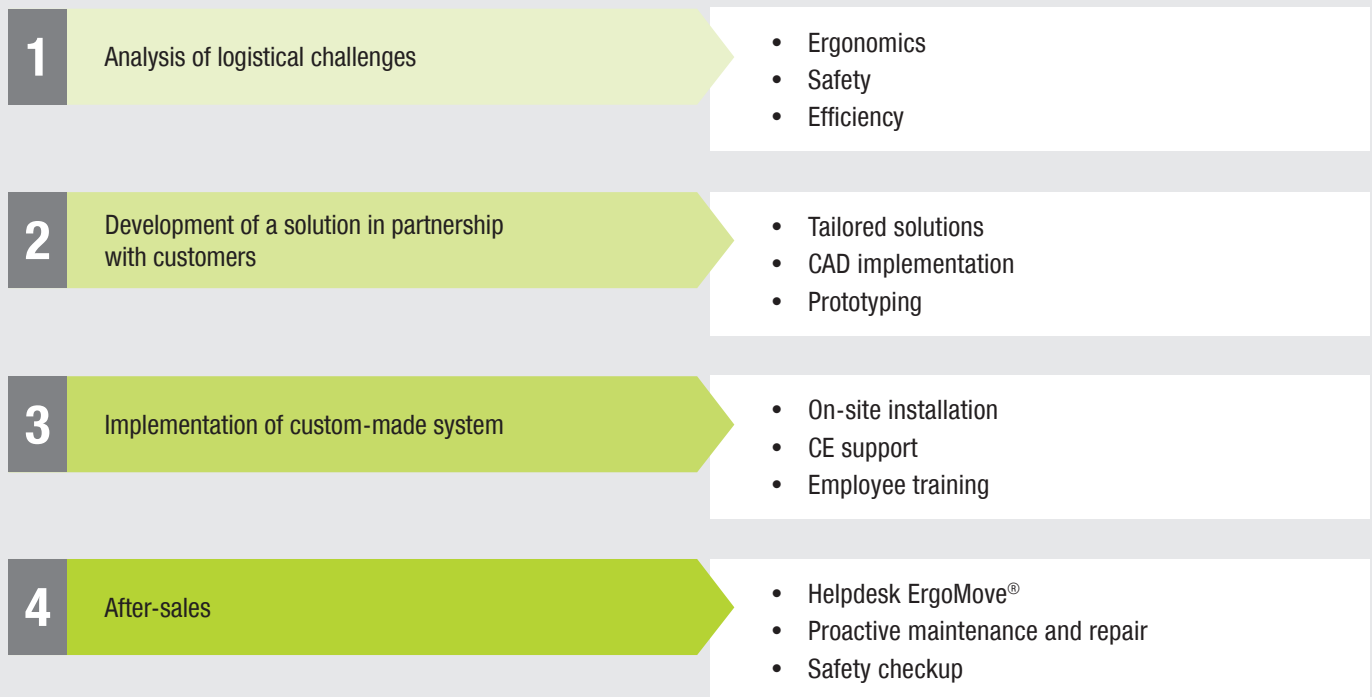 1
Analysis of logistical challenges
• Ergonomics
• Safety
• Efficiency
2
Development of a solution in partnership
with customers
• Tailored solutions
• CAD implementation
• Prototyping
3
Implementation of custom-made system
• On-site installation
• CE support
• Employee training
4
After-sales
• Helpdesk ErgoMove®
• Proactive maintenance and repair
• Safety checkup